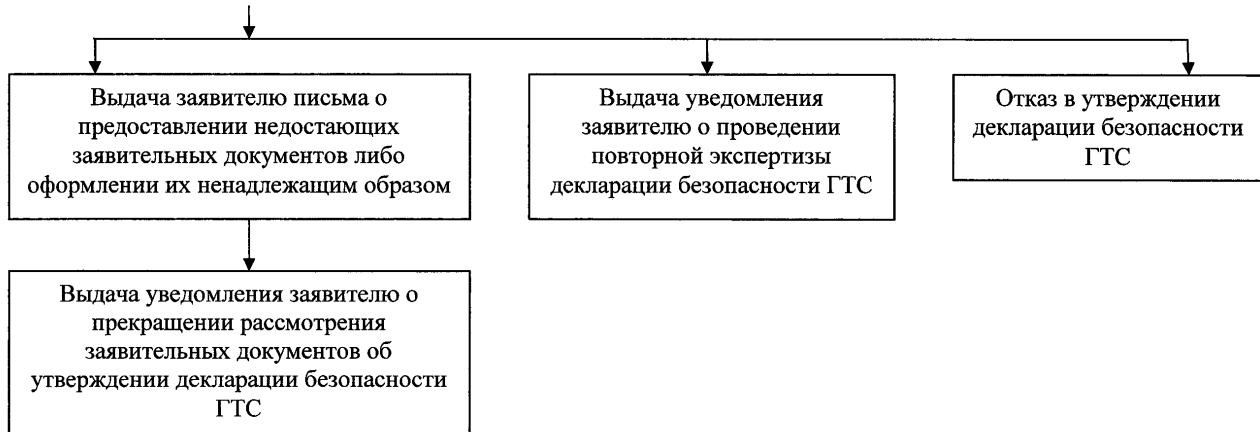 Выдача заявителю письма о
предоставлении недостающих
заявительных документов либо
оформлении их ненадлежащим образом
Выдача уведомления
заявителю о проведении
повторной экспертизы
декларации безопасности ГТС
Отказ в утверждении
декларации безопасности
ГТС
Выдача уведомления заявителю о
прекращении рассмотрения
заявительных документов об
утверждении декларации безопасности
ГТС